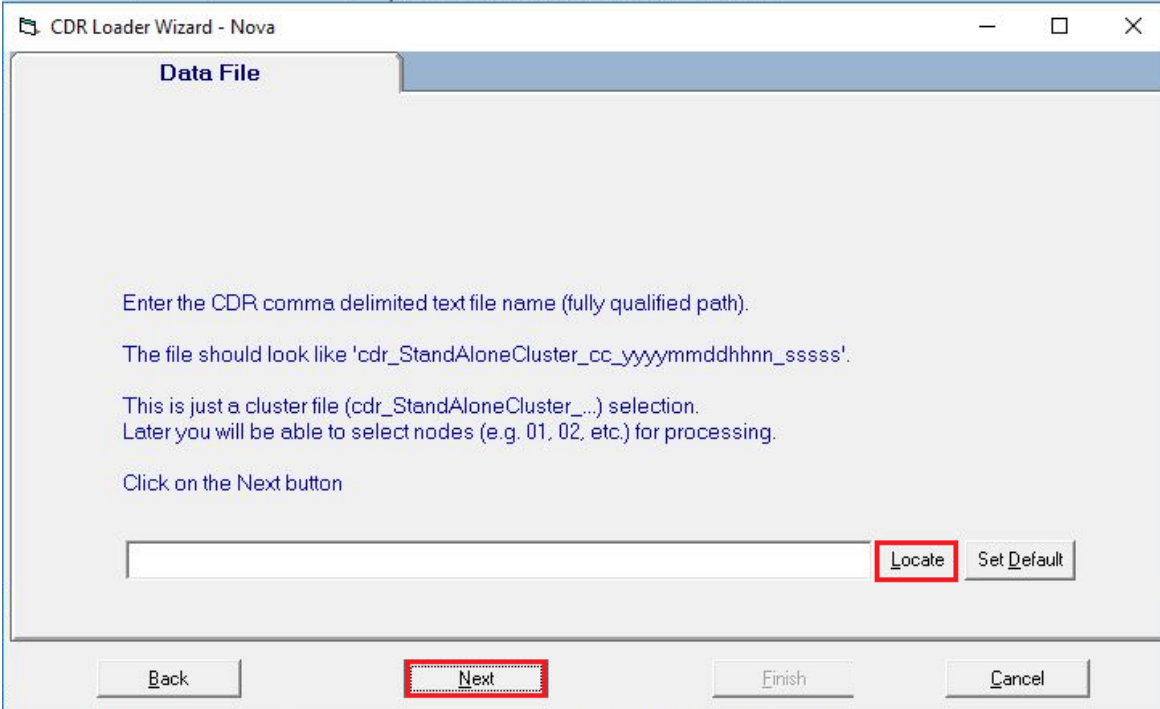 CDR Loader Wizard - Nova
Data File
Enter the CDR comma delimited text file name (fully qualified path).
The file should look like 'cdr_StandAloneCluster_cc_yyyymmddhhnn_sssss'.
This is just a cluster file (cdr_StandAloneCluster_...) selection.
Later you will be able to select nodes (e.g. 01, 02, etc.) for processing.
Click on the Next button
Locate
Set Default
Back
Next
Finish
Cancel